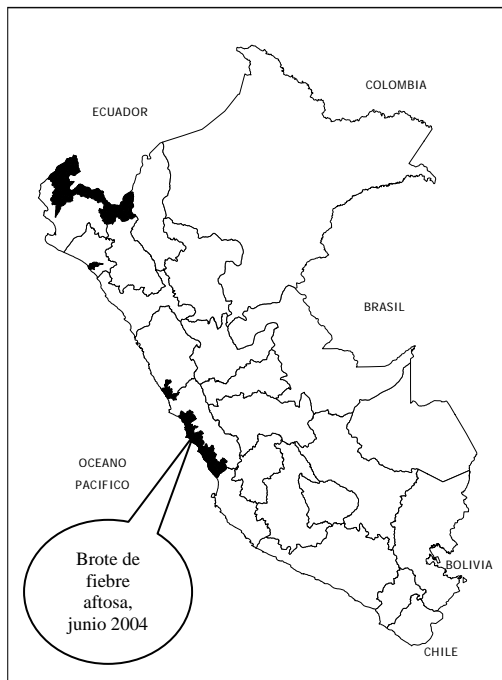 COLOMBIA
ECUADOR
BRASIL
OCEANO
PACIFICO
Brote de
fiebre
aftosa,
junio 2004
BOLIVIA
CHILE